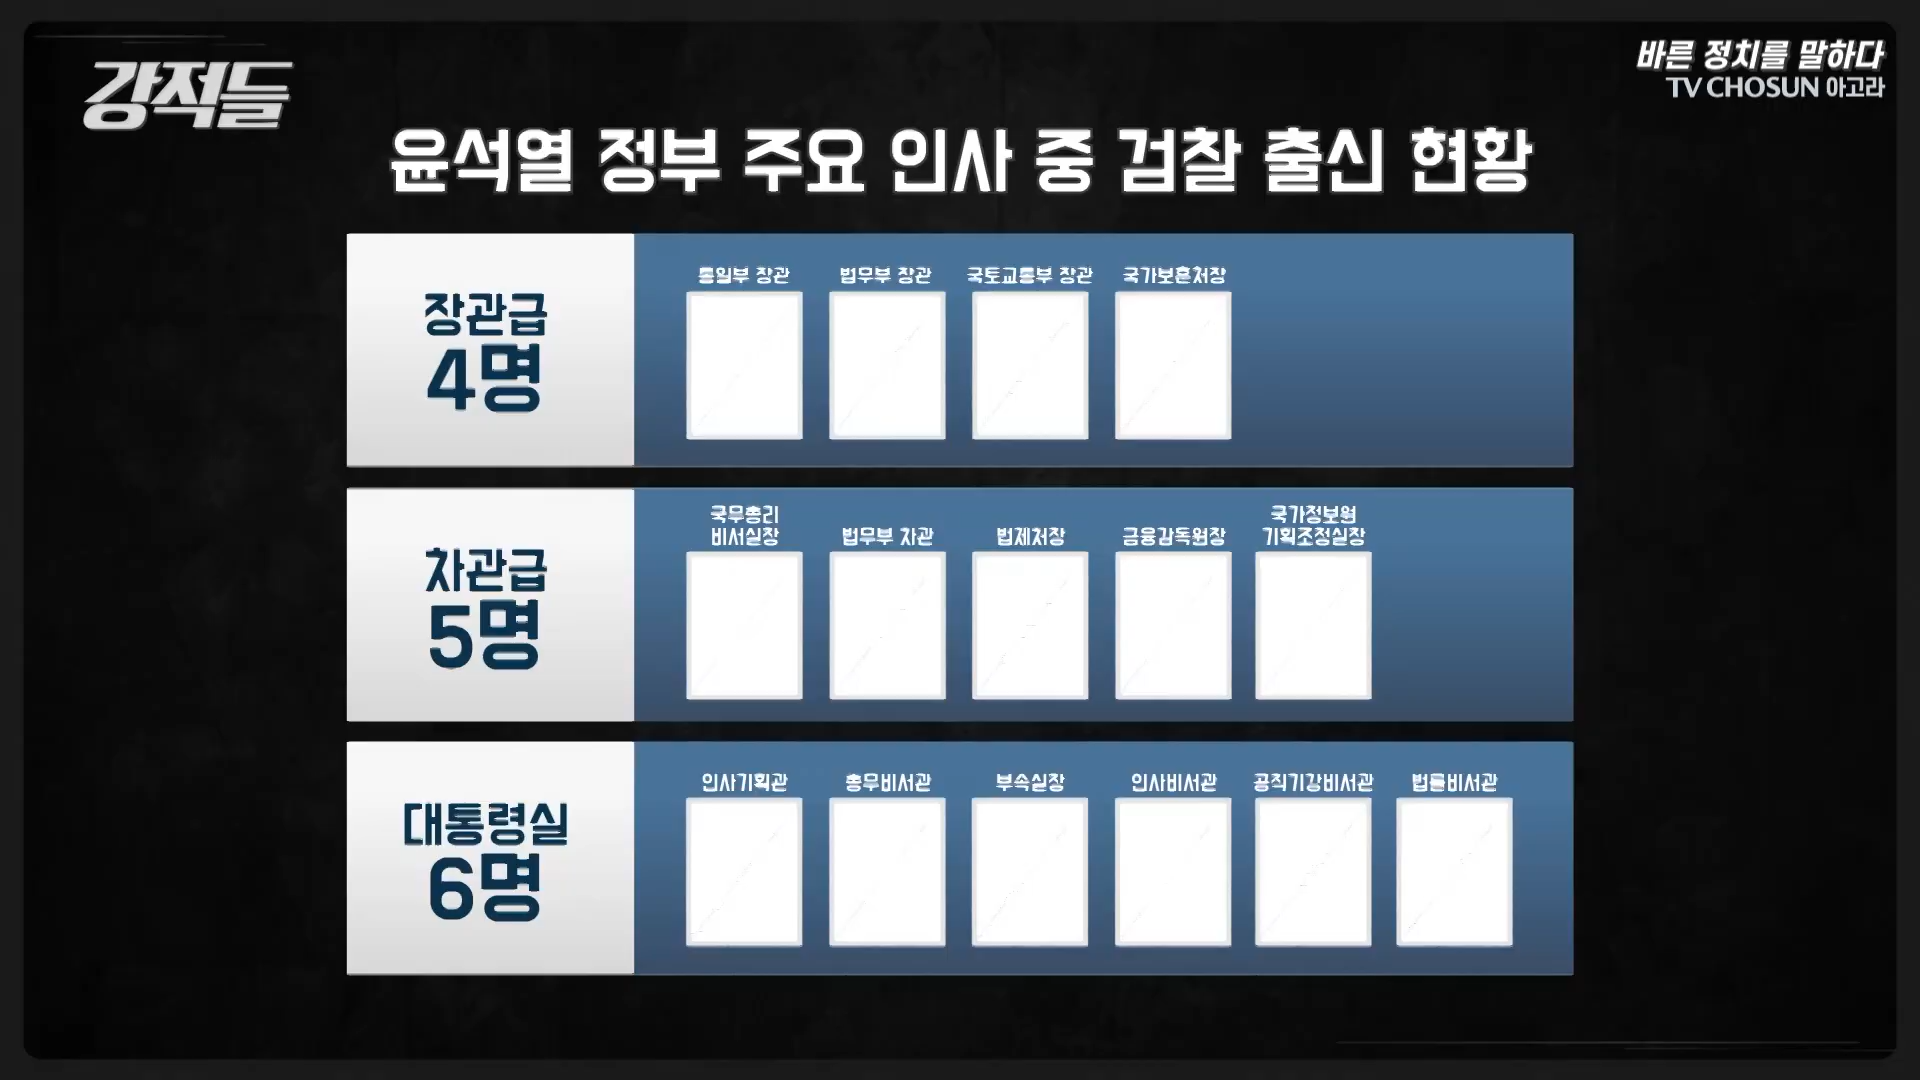 강적들
바른 정치를 말하다
TV CHOSUN 아고라
윤석열 정부 주요 인사 중 검찰 출신 현황
장관급
4명
통일부 장관
법무부 장관
국토교통부 장관
국가보훈처장
차관급
5명
국무총리
비서실장
법무부 차관
법제처장
금융감독원장
국가정보원
기획조정실장
대통령실
6명
인사기획관
총무비서관
부속실장
인사비서관
공직기강비서관
법률비서관